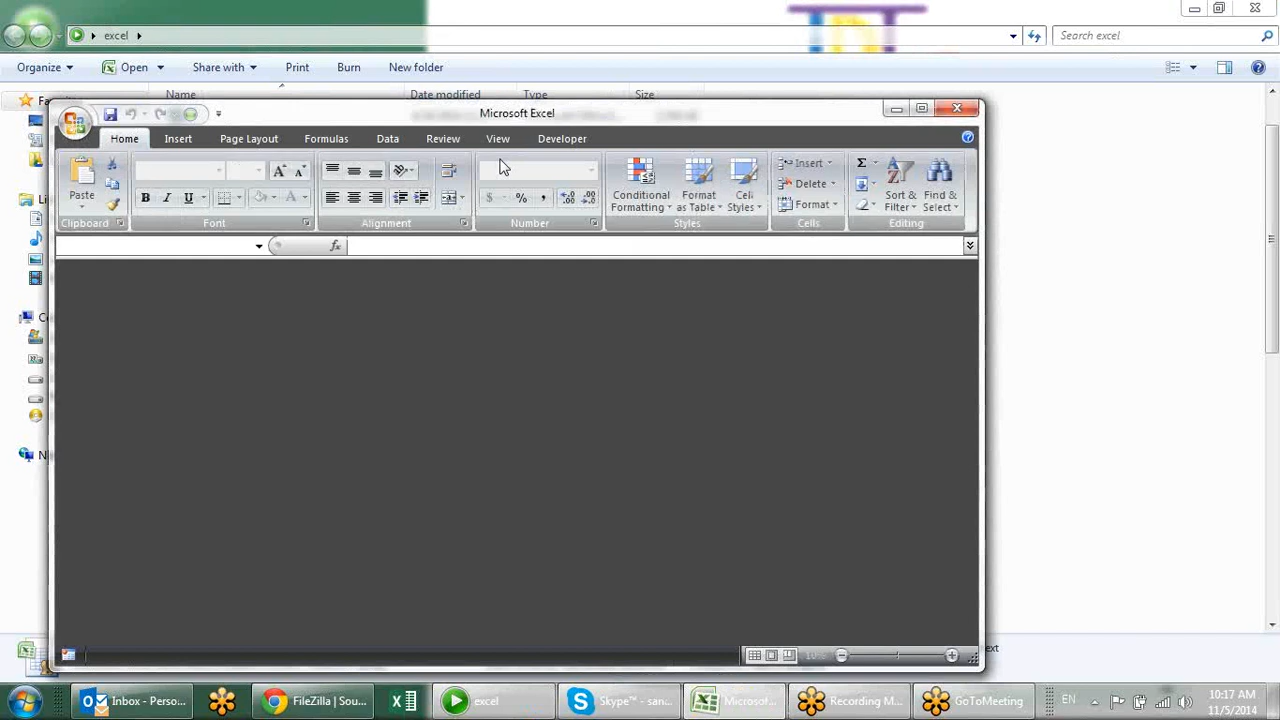 excel
Search excel
Organize Open Share with Print Burn New folder
Name Date modified Type Size
Microsoft Excel
Home Insert Page Layout Formulas Data Review View Developer
Paste
B I U
$ % ,
Conditional Formatting
Format as Table
Cell Styles
Insert
Delete
Format
Σ
Sort & Filter
Find & Select
Clipboard Font Alignment Number Styles Cells Editing
fx
Inbox - Perso... FileZilla | Sou... excel Skype™ - san... Microsof... Recording M... GoToMeeting EN
10:17 AM
11/5/2014